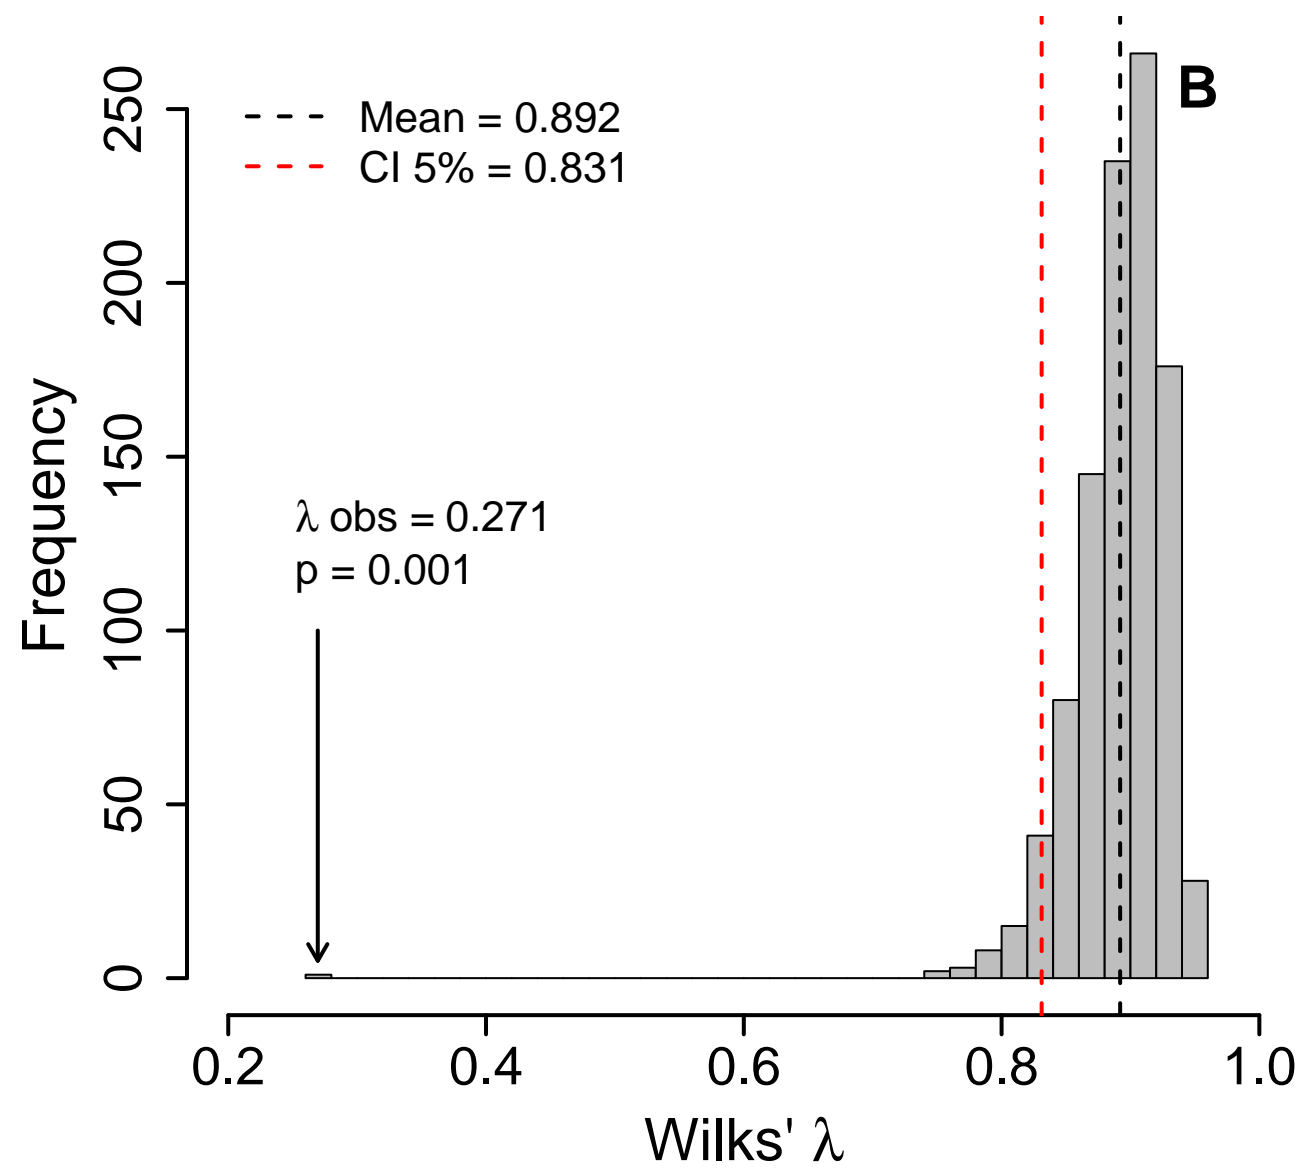 B
Mean = 0.892
CI 5% = 0.831
λ obs = 0.271
p = 0.001
Frequency
250
200
150
100
50
0
0.2 0.4 0.6 0.8 1.0
Wilks' λ